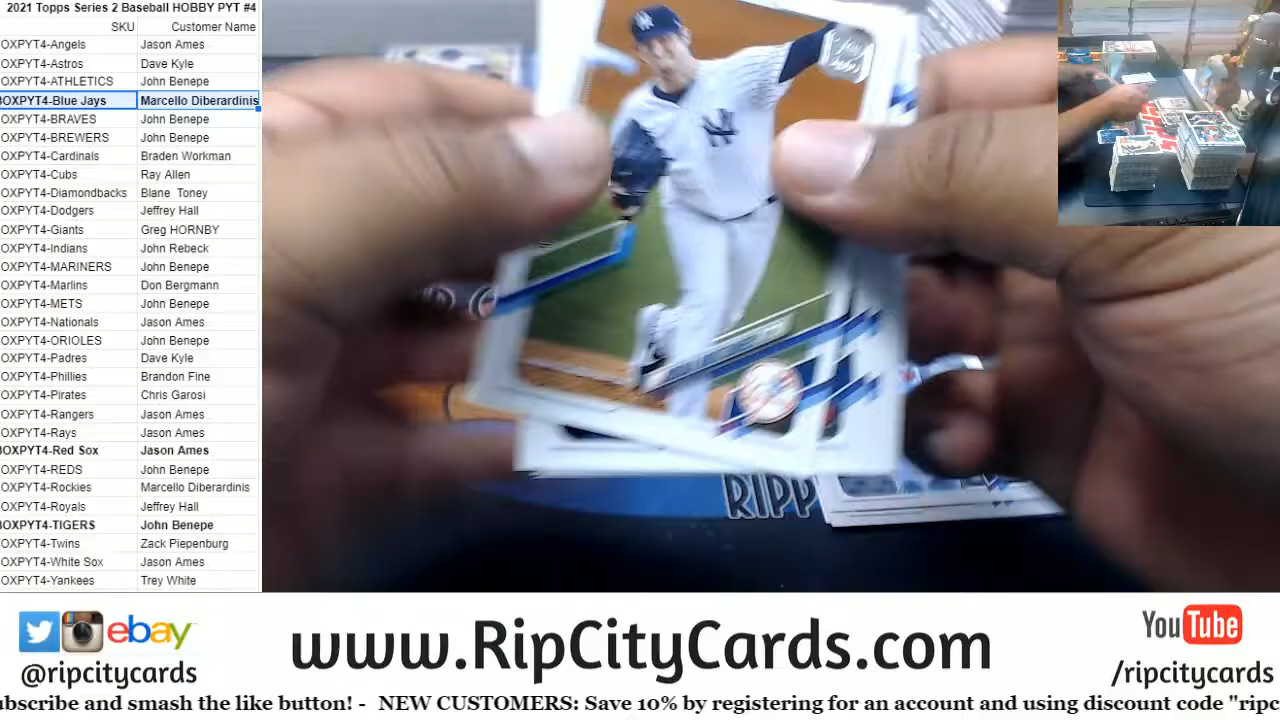 2021 Topps Series 2 Baseball HOBBY PYT #4
SKU Customer Name
OXPYT4-Angels Jason Ames
OXPYT4-Astros Dave Kyle
OXPYT4-ATHLETICS John Benepe
BOXPYT4-Blue Jays Marcello Diberardinis
OXPYT4-BRAVES John Benepe
OXPYT4-BREWERS John Benepe
OXPYT4-Cardinals Braden Workman
OXPYT4-Cubs Ray Allen
OXPYT4-Diamondbacks Blane Toney
OXPYT4-Dodgers Jeffrey Hall
OXPYT4-Giants Greg HORNBY
OXPYT4-Indians John Rebeck
OXPYT4-MARINERS John Benepe
OXPYT4-Marlins Don Bergmann
OXPYT4-METS John Benepe
OXPYT4-Nationals Jason Ames
OXPYT4-ORIOLES John Benepe
OXPYT4-Padres Dave Kyle
OXPYT4-Phillies Brandon Fine
OXPYT4-Pirates Chris Garosi
OXPYT4-Rangers Jason Ames
OXPYT4-Rays Jason Ames
BOXPYT4-Red Sox Jason Ames
OXPYT4-REDS John Benepe
OXPYT4-Rockies Marcello Diberardinis
OXPYT4-Royals Jeffrey Hall
BOXPYT4-TIGERS John Benepe
OXPYT4-Twins Zack Piepenburg
OXPYT4-White Sox Jason Ames
OXPYT4-Yankees Trey White
NY
RIPP
ebay
@ripcitycards
www.RipCityCards.com
YouTube
/ripcitycards
ubscribe and smash the like button! - NEW CUSTOMERS: Save 10% by registering for an account and using discount code "ripc